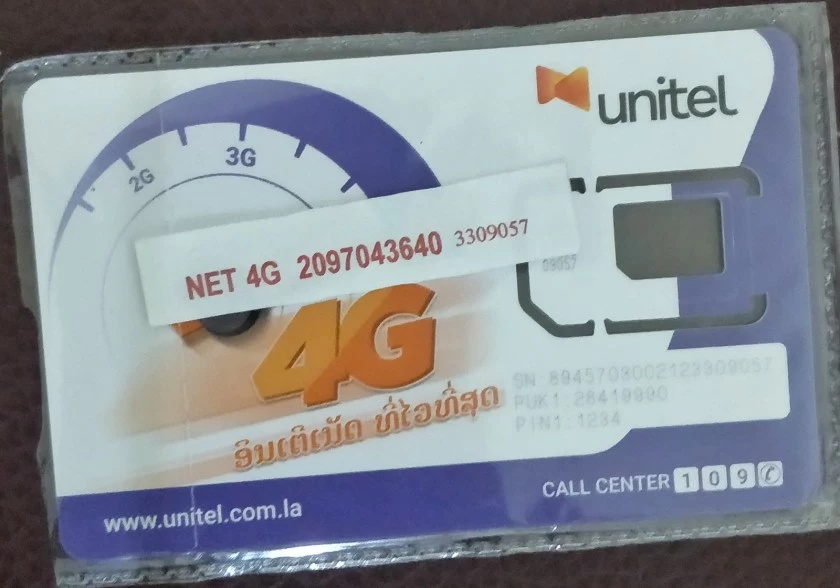 unitel
3G
2G
NET 4G 2097043640 3309057
09057
4G
ອິນເຕີເນັດ ທີ່ໄວທີ່ສຸດ
SN: 8945703002123309057
PUK1: 26419990
PIN1: 1234
CALL CENTER 109
www.unitel.com.la